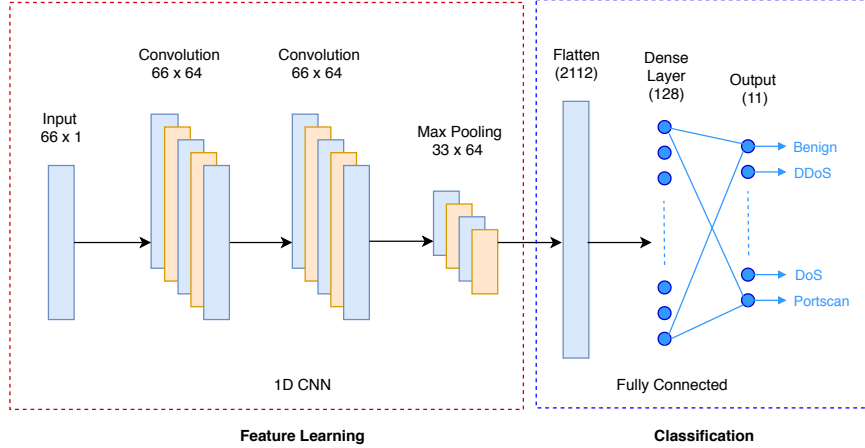 Input
66 x 1
Convolution
66 x 64
Convolution
66 x 64
Max Pooling
33 x 64
1D CNN
Feature Learning
Flatten
(2112)
Dense
Layer
(128)
Output
(11)
Benign
DDoS
DoS
Portscan
Fully Connected
Classification